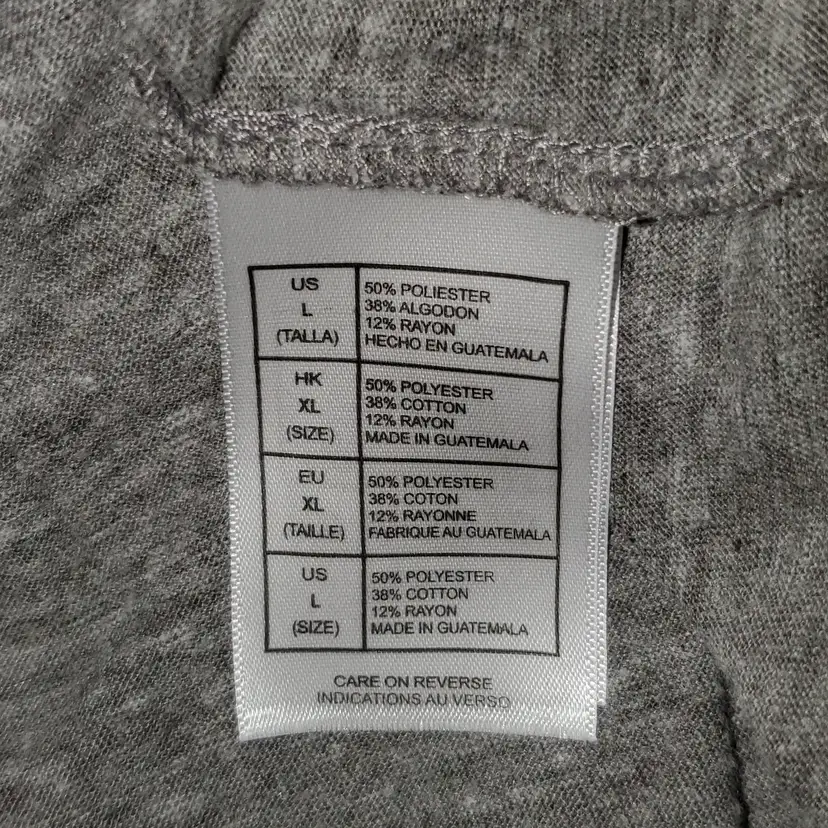 US
L
(TALLA)
50% POLIESTER
38% ALGODON
12% RAYON
HECHO EN GUATEMALA
HK
XL
(SIZE)
50% POLYESTER
38% COTTON
12% RAYON
MADE IN GUATEMALA
EU
XL
(TAILLE)
50% POLYESTER
38% COTON
12% RAYONNE
FABRIQUE AU GUATEMALA
US
L
(SIZE)
50% POLYESTER
38% COTTON
12% RAYON
MADE IN GUATEMALA
CARE ON REVERSE
INDICATIONS AU VERSO